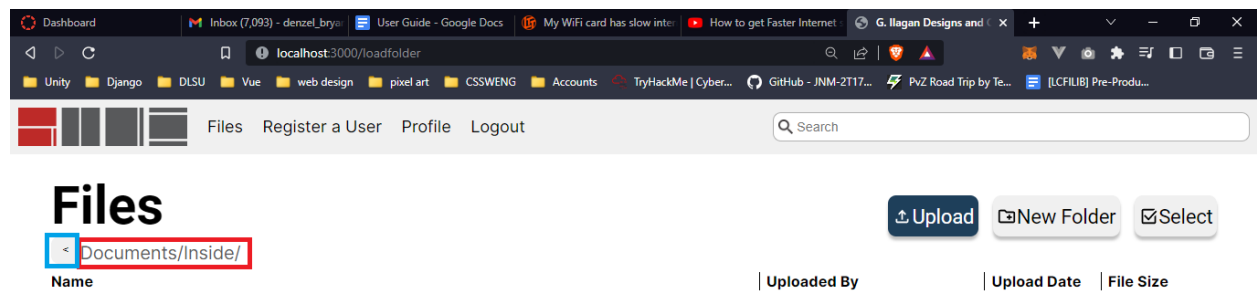 Dashboard
Inbox (7,093) - denzel_brya
User Guide - Google Docs
My WiFi card has slow inter
How to get Faster Internet s
G. Ilagan Designs and C
localhost:3000/loadfolder
Unity
Django
DLSU
Vue
web design
pixel art
CSSWENG
Accounts
TryHackMe | Cyber...
GitHub - JNM-2T17...
PvZ Road Trip by Te...
[LCFILIB] Pre-Produ...
Files Register a User Profile Logout
Search
Files
Upload
New Folder
Select
< Documents/Inside/
Name Uploaded By Upload Date File Size